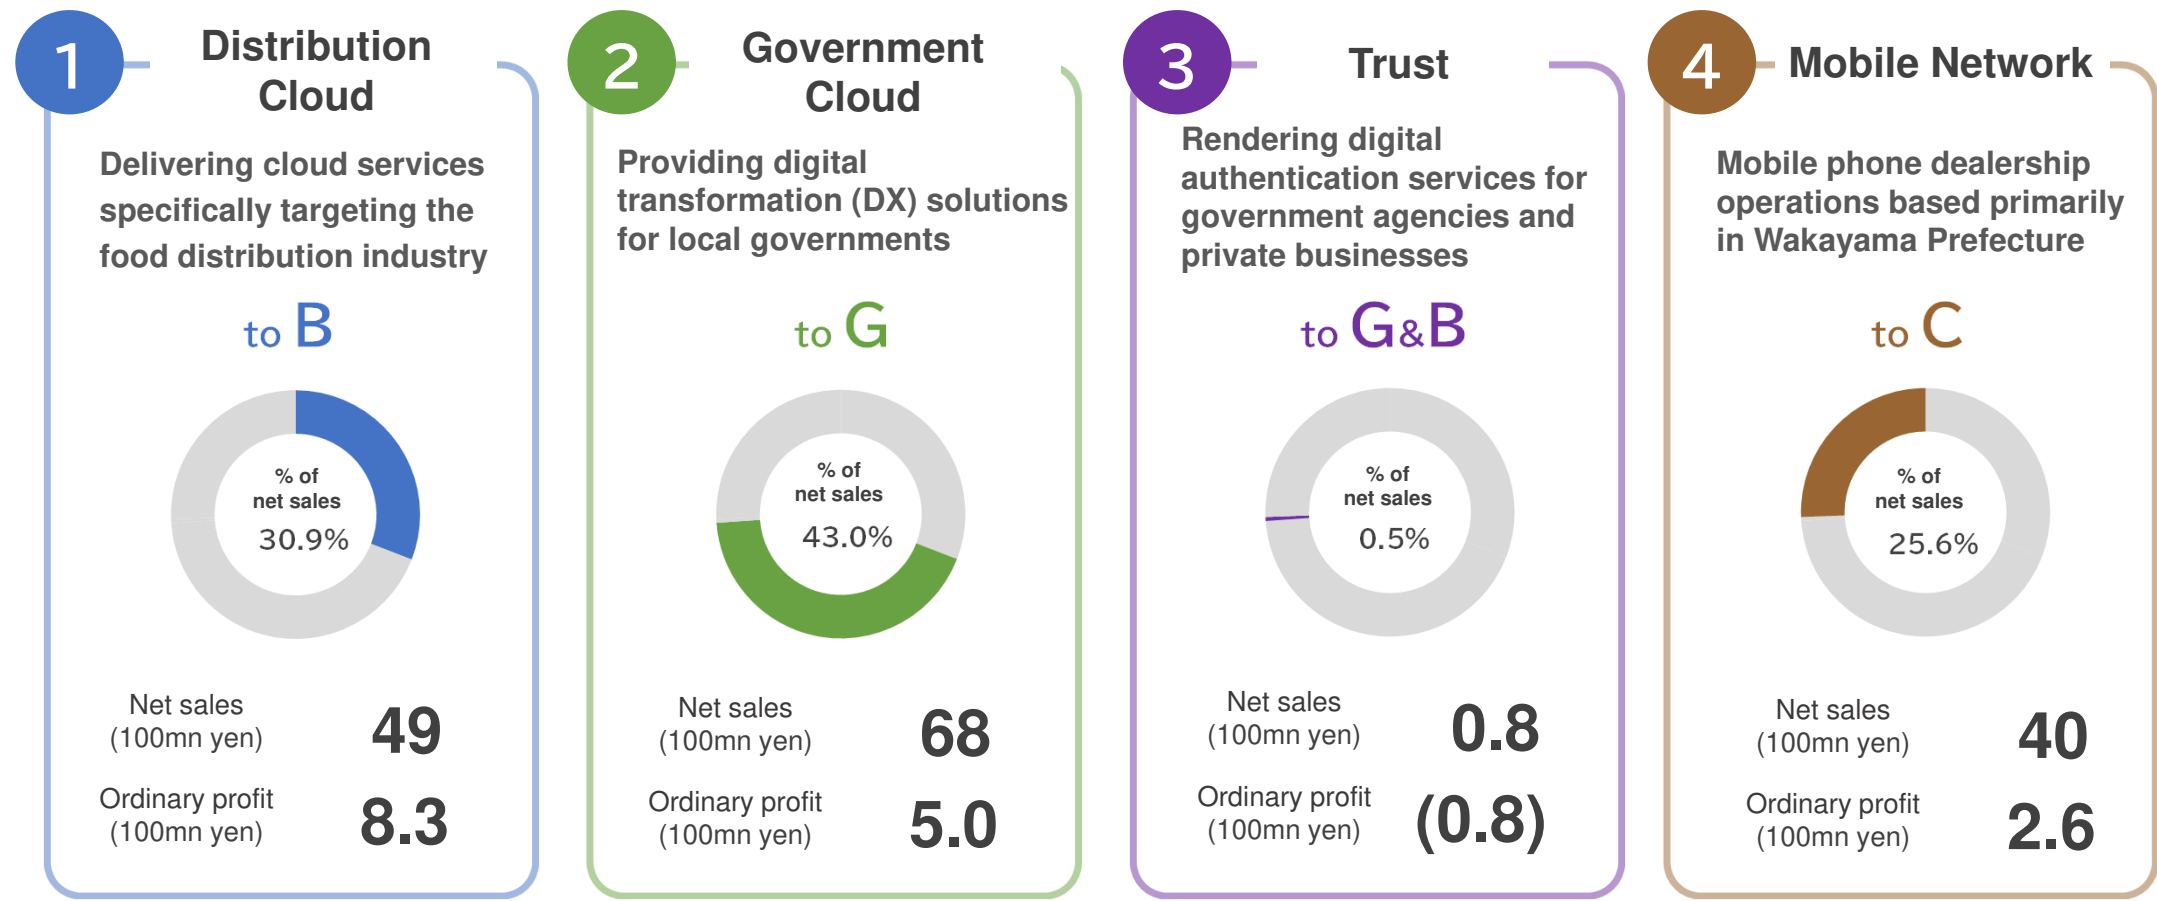 1
Distribution
Cloud
Delivering cloud services
specifically targeting the
food distribution industry
to B
% of
net sales
30.9%
Net sales
(100mn yen)
49
Ordinary profit
(100mn yen)
8.3
2
Government
Cloud
Providing digital
transformation (DX) solutions
for local governments
to G
% of
net sales
43.0%
Net sales
(100mn yen)
68
Ordinary profit
(100mn yen)
5.0
3
Trust
Rendering digital
authentication services for
government agencies and
private businesses
to G&B
% of
net sales
0.5%
Net sales
(100mn yen)
0.8
Ordinary profit
(100mn yen)
(0.8)
4
Mobile Network
Mobile phone dealership
operations based primarily
in Wakayama Prefecture
to C
% of
net sales
25.6%
Net sales
(100mn yen)
40
Ordinary profit
(100mn yen)
2.6